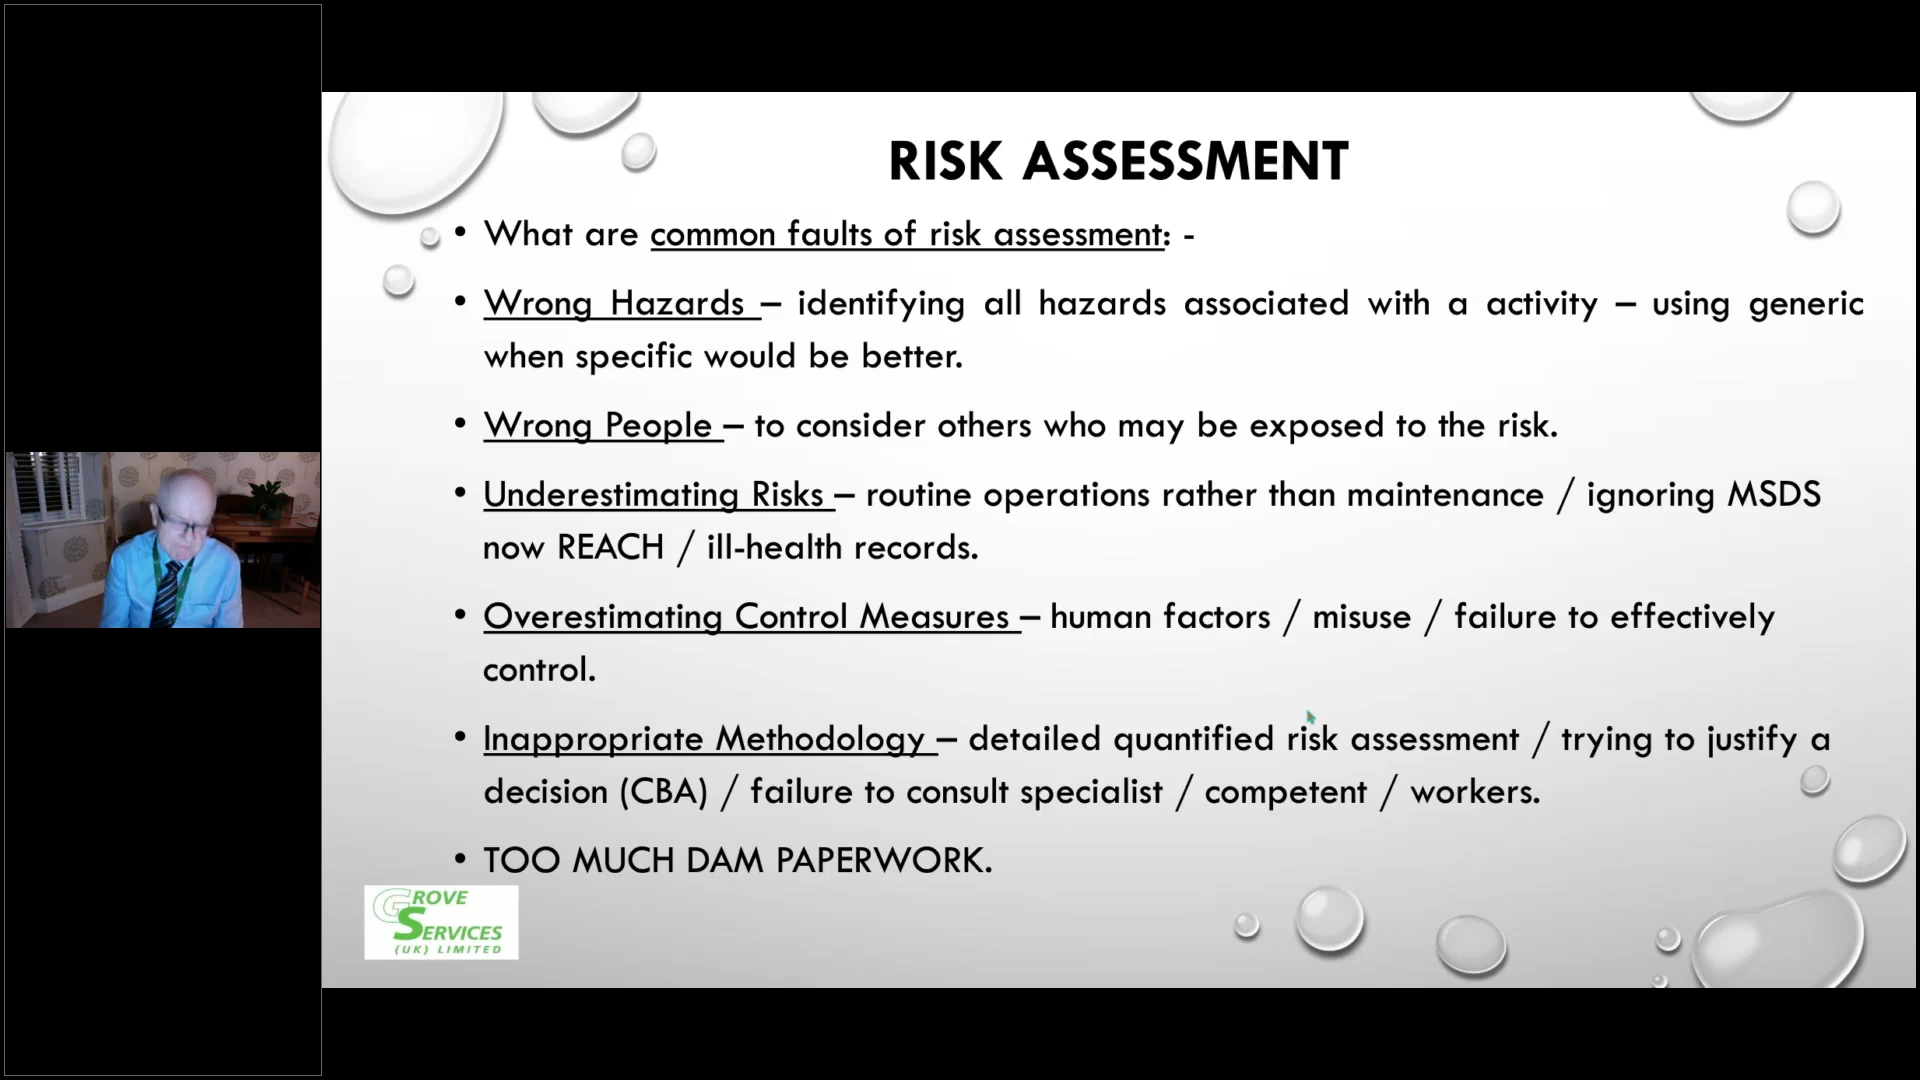 RISK ASSESSMENT
• What are common faults of risk assessment: -
• Wrong Hazards – identifying all hazards associated with a activity – using generic
when specific would be better.
• Wrong People – to consider others who may be exposed to the risk.
• Underestimating Risks – routine operations rather than maintenance / ignoring MSDS
now REACH / ill-health records.
• Overestimating Control Measures – human factors / misuse / failure to effectively
control.
• Inappropriate Methodology – detailed quantified risk assessment / trying to justify a
decision (CBA) / failure to consult specialist / competent / workers.
• TOO MUCH DAM PAPERWORK.
GROVE
SERVICES
(UK) LIMITED